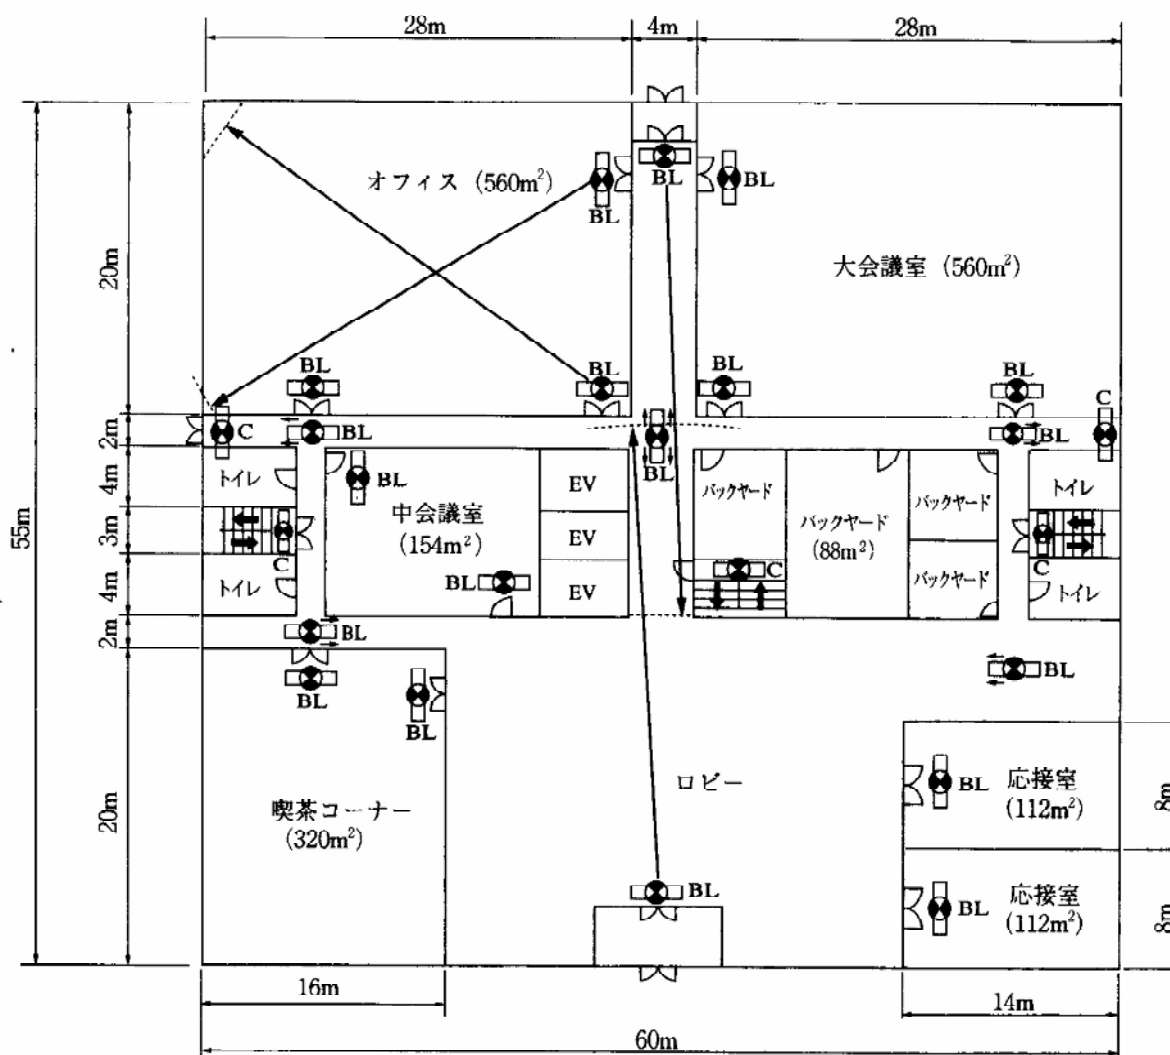 28m
4m
28m
オフィス (560m²)
BL
BL
BL
大会議室 (560m²)
20m
BL
BL
BL
BL
C
BL
BL
BL
C
2m
55m
4m
トイレ
BL
中会議室
(154m²)
EV
バックヤード
バックヤード
(88m²)
バックヤード
トイレ
3m
C
EV
C
4m
トイレ
BL
EV
C
バックヤード
トイレ
2m
BL
BL
BL
BL
20m
喫茶コーナー
(320m²)
ロビー
BL
応接室
(112m²)
8m
BL
BL
応接室
(112m²)
8m
16m
14m
60m